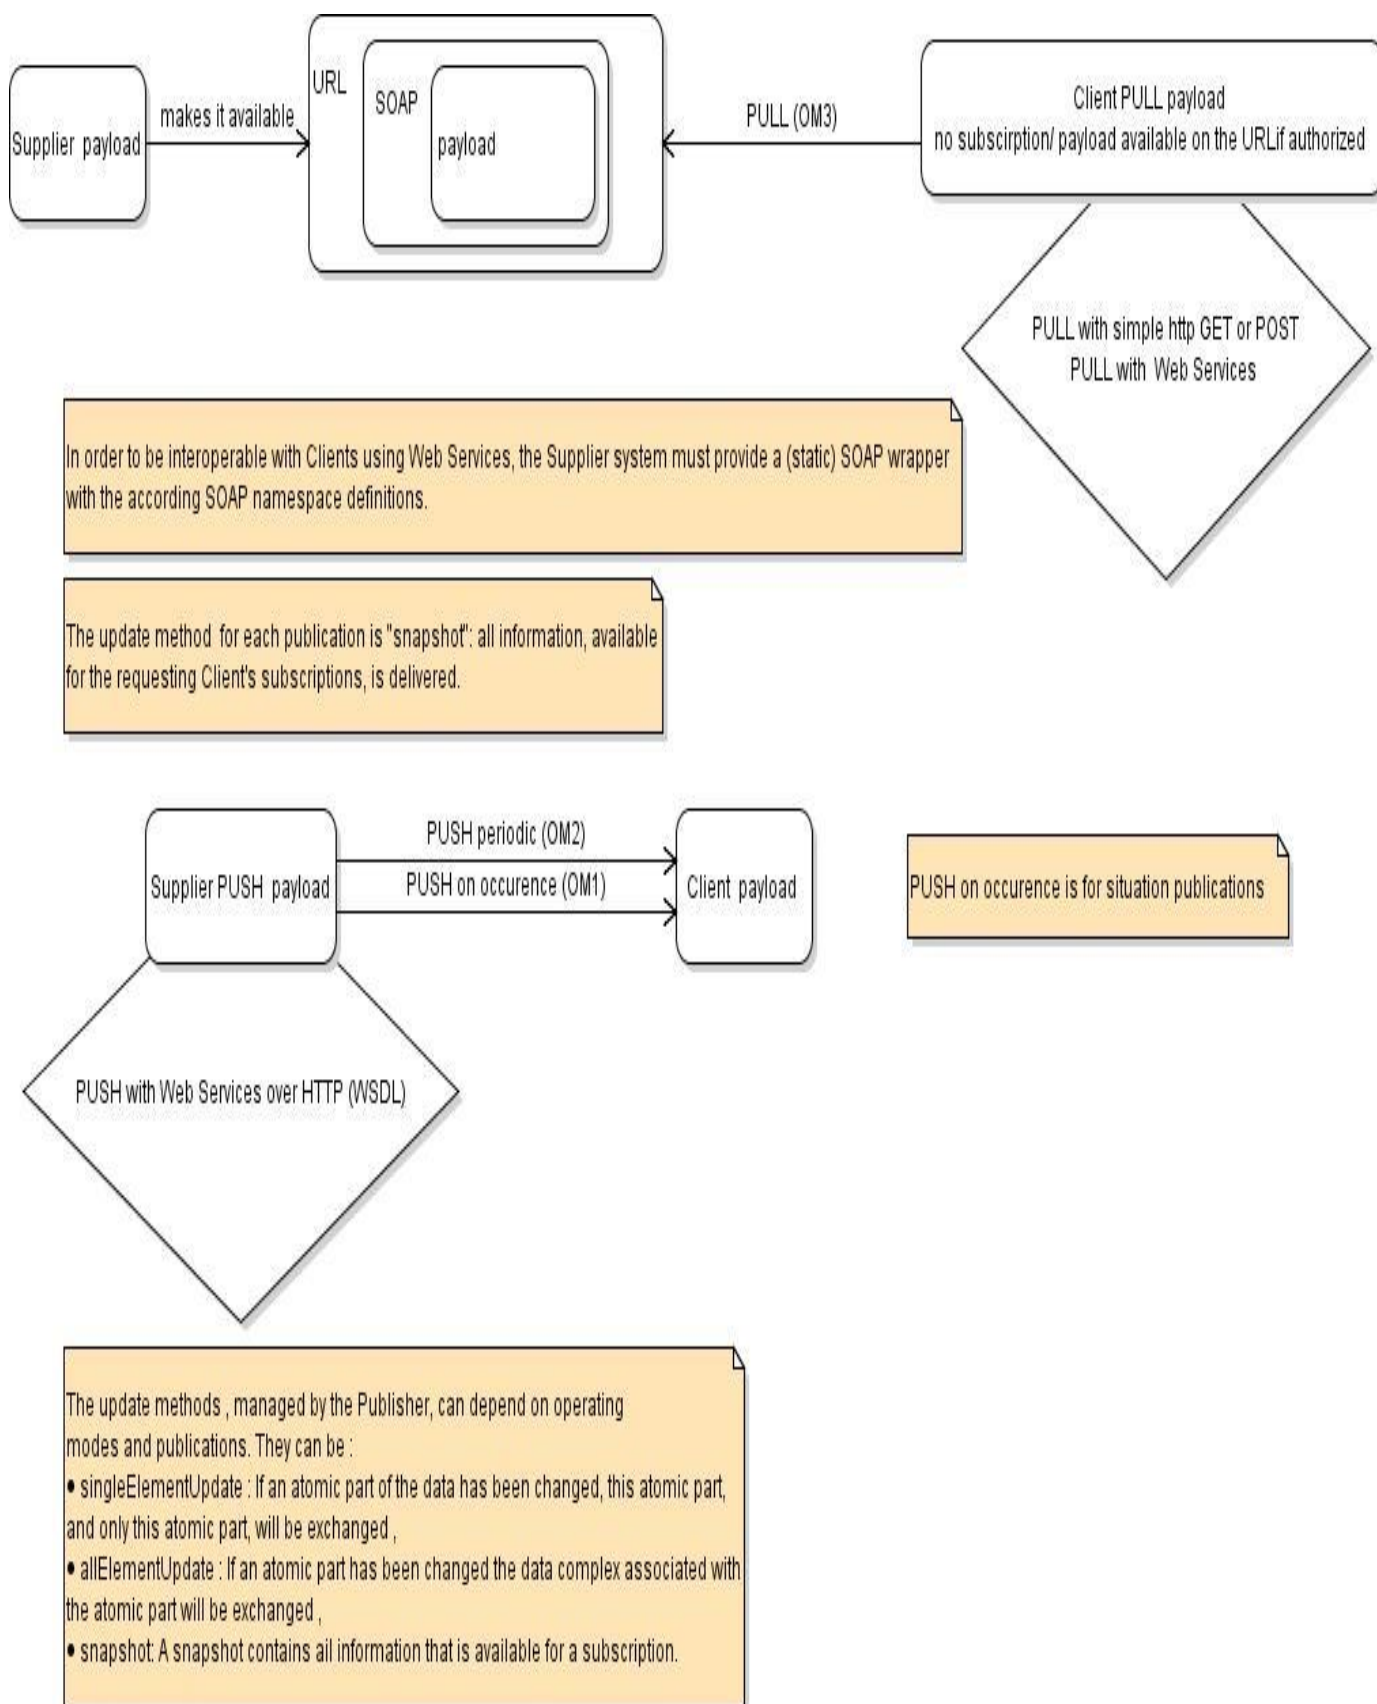 Supplier payload
makes it available
URL
SOAP
payload
PULL (OM3)
Client PULL payload
no subscirption/ payload available on the URLif authorized
PULL with simple http GET or POST
PULL with Web Services
In order to be interoperable with Clients using Web Services, the Supplier system must provide a (static) SOAP wrapper
with the according SOAP namespace definitions.
The update method for each publication is "snapshot": all information, available
for the requesting Client's subscriptions, is delivered.
Supplier PUSH payload
PUSH periodic (OM2)
PUSH on occurence (OM1)
Client payload
PUSH on occurence is for situation publications
PUSH with Web Services over HTTP (WSDL)
The update methods , managed by the Publisher, can depend on operating
modes and publications. They can be :
● singleElementUpdate : If an atomic part of the data has been changed, this atomic part,
and only this atomic part, will be exchanged ,
● allElementUpdate : If an atomic part has been changed the data complex associated with
the atomic part will be exchanged ,
● snapshot: A snapshot contains ail information that is available for a subscription.